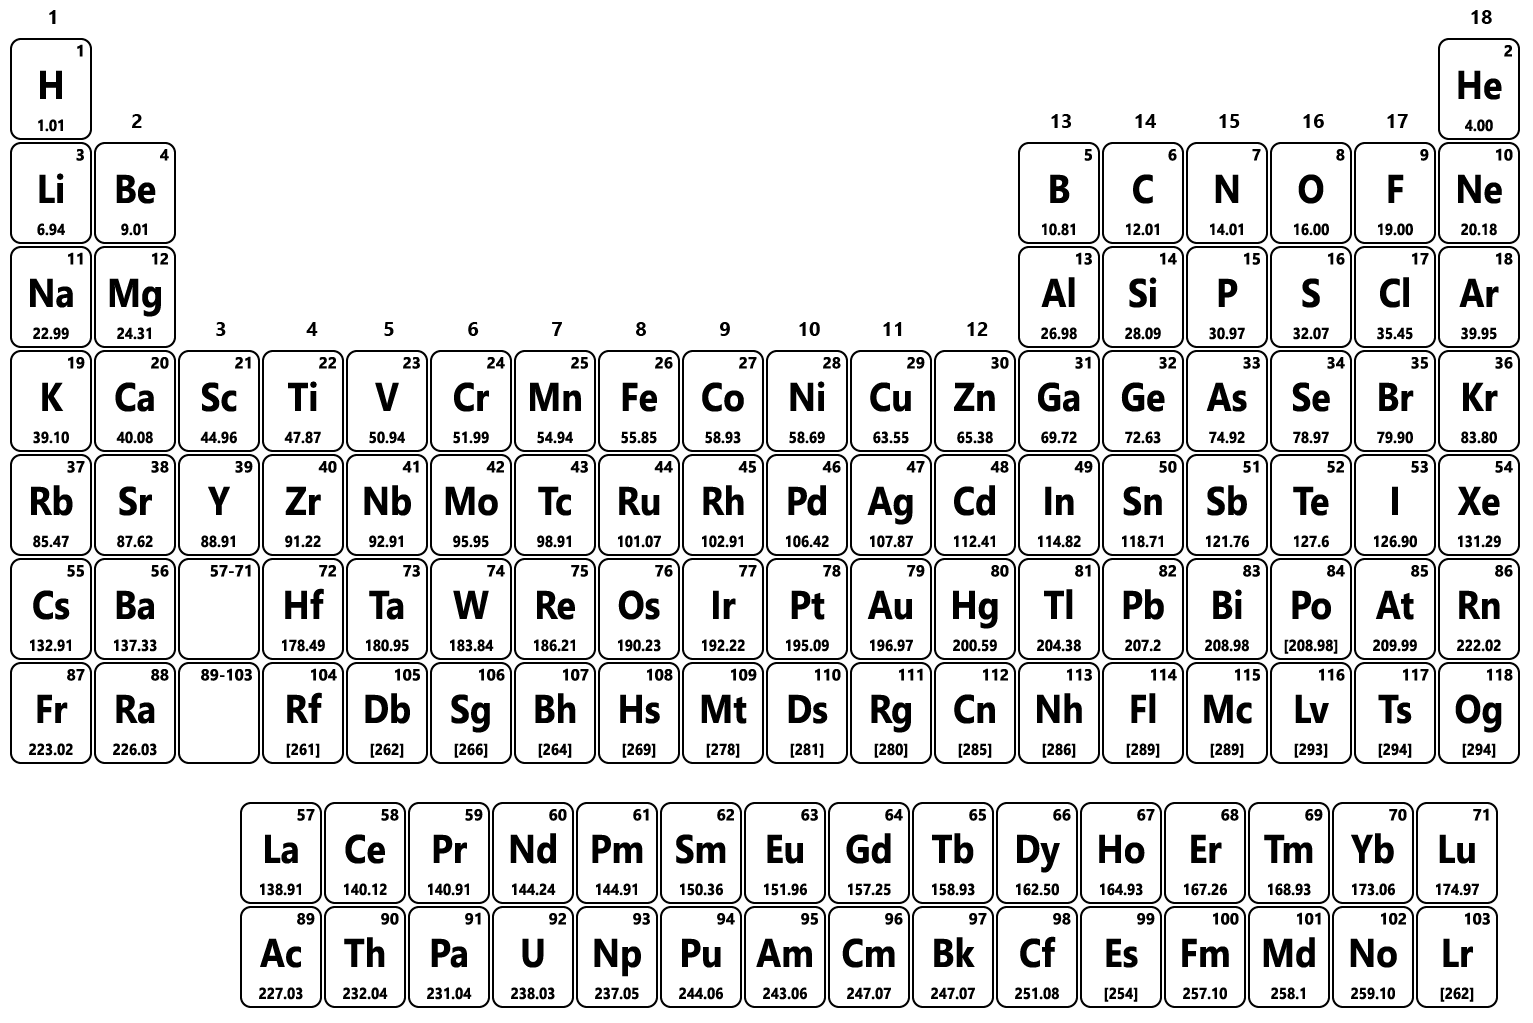 1 18
1 2
H He
1.01 2 13 14 15 16 17 4.00
3 4 5 6 7 8 9 10
Li Be B C N O F Ne
6.94 9.01 10.81 12.01 14.01 16.00 19.00 20.18
11 12 13 14 15 16 17 18
Na Mg Al Si P S Cl Ar
22.99 24.31 3 4 5 6 7 8 9 10 11 12 26.98 28.09 30.97 32.07 35.45 39.95
19 20 21 22 23 24 25 26 27 28 29 30 31 32 33 34 35 36
K Ca Sc Ti V Cr Mn Fe Co Ni Cu Zn Ga Ge As Se Br Kr
39.10 40.08 44.96 47.87 50.94 51.99 54.94 55.85 58.93 58.69 63.55 65.38 69.72 72.63 74.92 78.97 79.90 83.80
37 38 39 40 41 42 43 44 45 46 47 48 49 50 51 52 53 54
Rb Sr Y Zr Nb Mo Tc Ru Rh Pd Ag Cd In Sn Sb Te I Xe
85.47 87.62 88.91 91.22 92.91 95.95 98.91 101.07 102.91 106.42 107.87 112.41 114.82 118.71 121.76 127.6 126.90 131.29
55 56 57-71 72 73 74 75 76 77 78 79 80 81 82 83 84 85 86
Cs Ba Hf Ta W Re Os Ir Pt Au Hg Tl Pb Bi Po At Rn
132.91 137.33 178.49 180.95 183.84 186.21 190.23 192.22 195.09 196.97 200.59 204.38 207.2 208.98 [208.98] 209.99 222.02
87 88 89-103 104 105 106 107 108 109 110 111 112 113 114 115 116 117 118
Fr Ra Rf Db Sg Bh Hs Mt Ds Rg Cn Nh Fl Mc Lv Ts Og
223.02 226.03 [261] [262] [266] [264] [269] [278] [281] [280] [285] [286] [289] [289] [293] [294] [294]
57 58 59 60 61 62 63 64 65 66 67 68 69 70 71
La Ce Pr Nd Pm Sm Eu Gd Tb Dy Ho Er Tm Yb Lu
138.91 140.12 140.91 144.24 144.91 150.36 151.96 157.25 158.93 162.50 164.93 167.26 168.93 173.06 174.97
89 90 91 92 93 94 95 96 97 98 99 100 101 102 103
Ac Th Pa U Np Pu Am Cm Bk Cf Es Fm Md No Lr
227.03 232.04 231.04 238.03 237.05 244.06 243.06 247.07 247.07 251.08 [254] 257.10 258.1 259.10 [262]